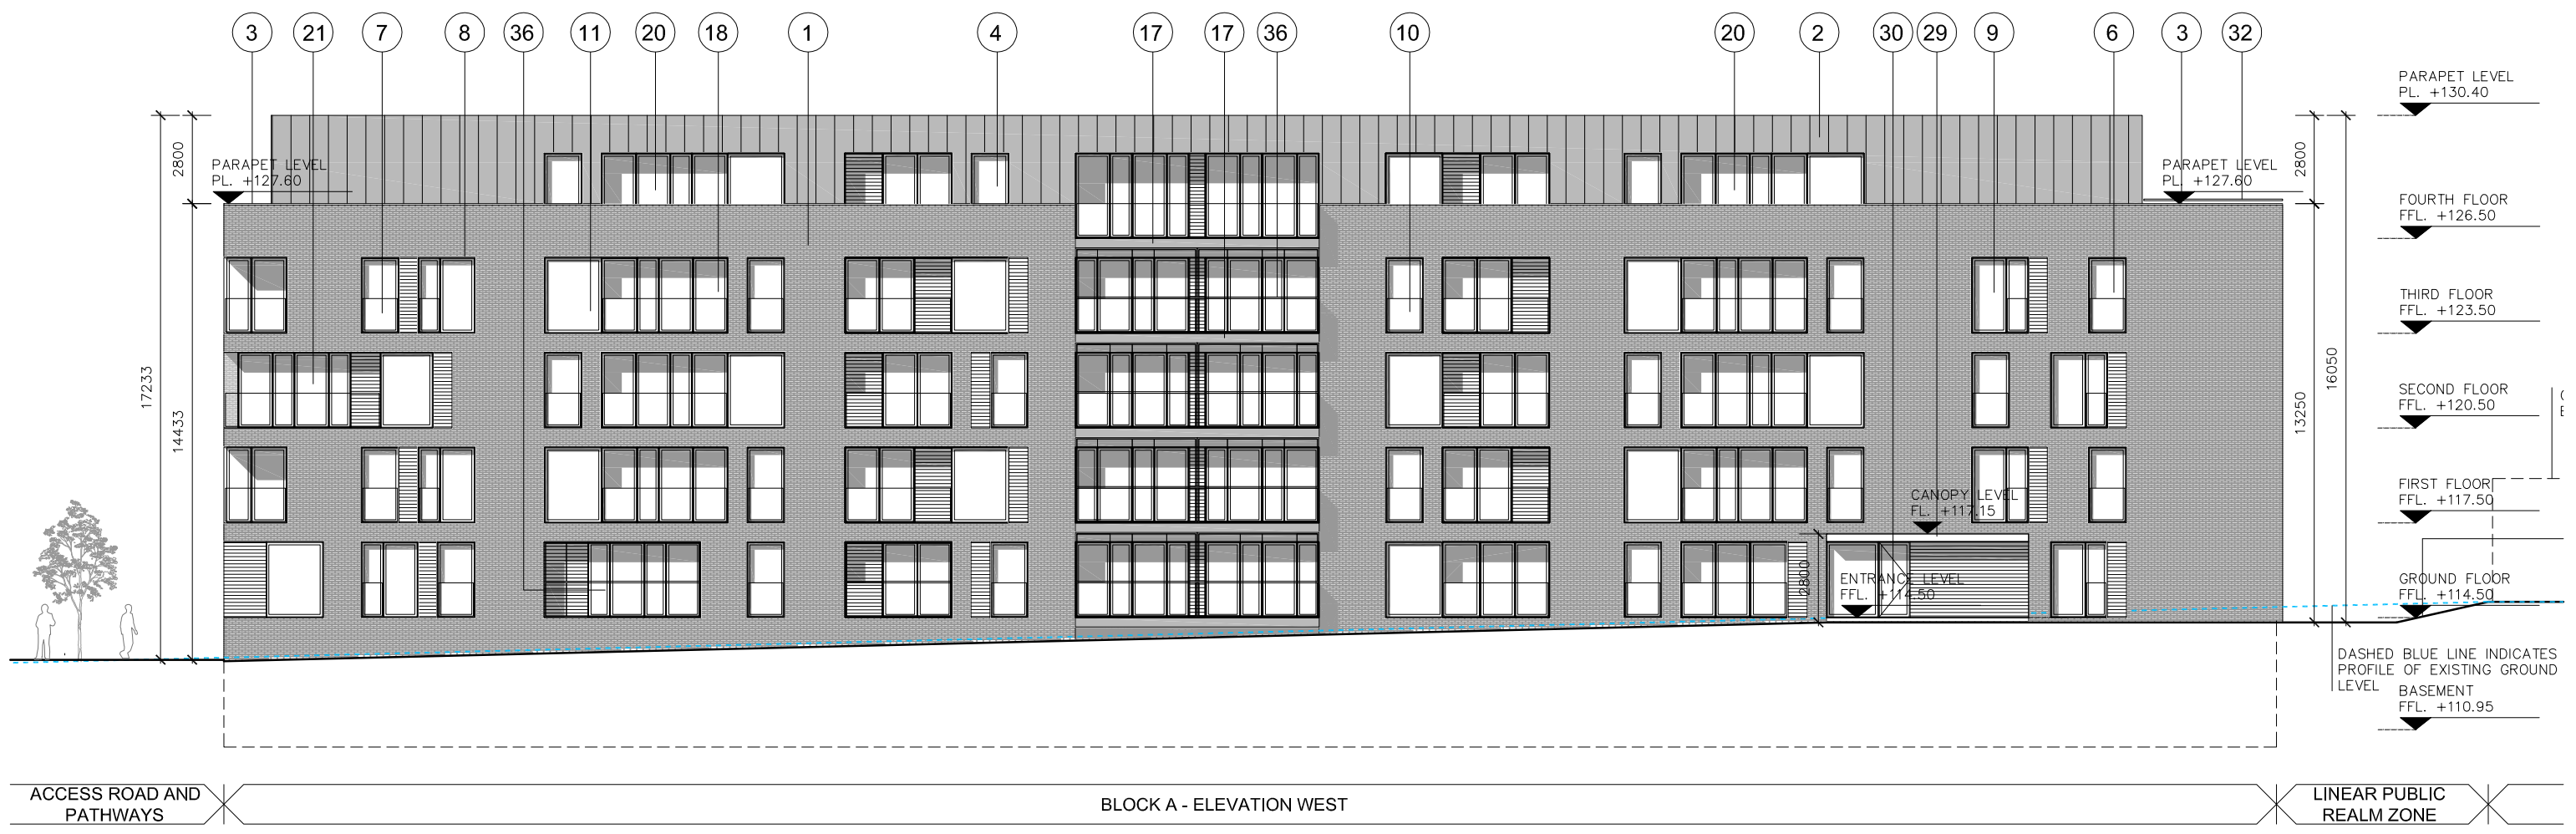 3 21 7 8 36 11 20 18 1 4 17 17 36 10 20 2 30 29 9 6 3 32
PARAPET LEVEL
PL. +130.40
2800
PARAPET LEVEL
PL. +127.60
PARAPET LEVEL
PL. +127.60
2800
FOURTH FLOOR
FFL. +126.50
THIRD FLOOR
FFL. +123.50
17233
14433
16050
13250
SECOND FLOOR
FFL. +120.50
FIRST FLOOR
FFL. +117.50
CANOPY LEVEL
FL. +117.15
2800
ENTRANCE LEVEL
FFL. +114.50
GROUND FLOOR
FFL. +114.50
DASHED BLUE LINE INDICATES
PROFILE OF EXISTING GROUND
LEVEL
BASEMENT
FFL. +110.95
ACCESS ROAD AND
PATHWAYS
BLOCK A - ELEVATION WEST
LINEAR PUBLIC
REALM ZONE